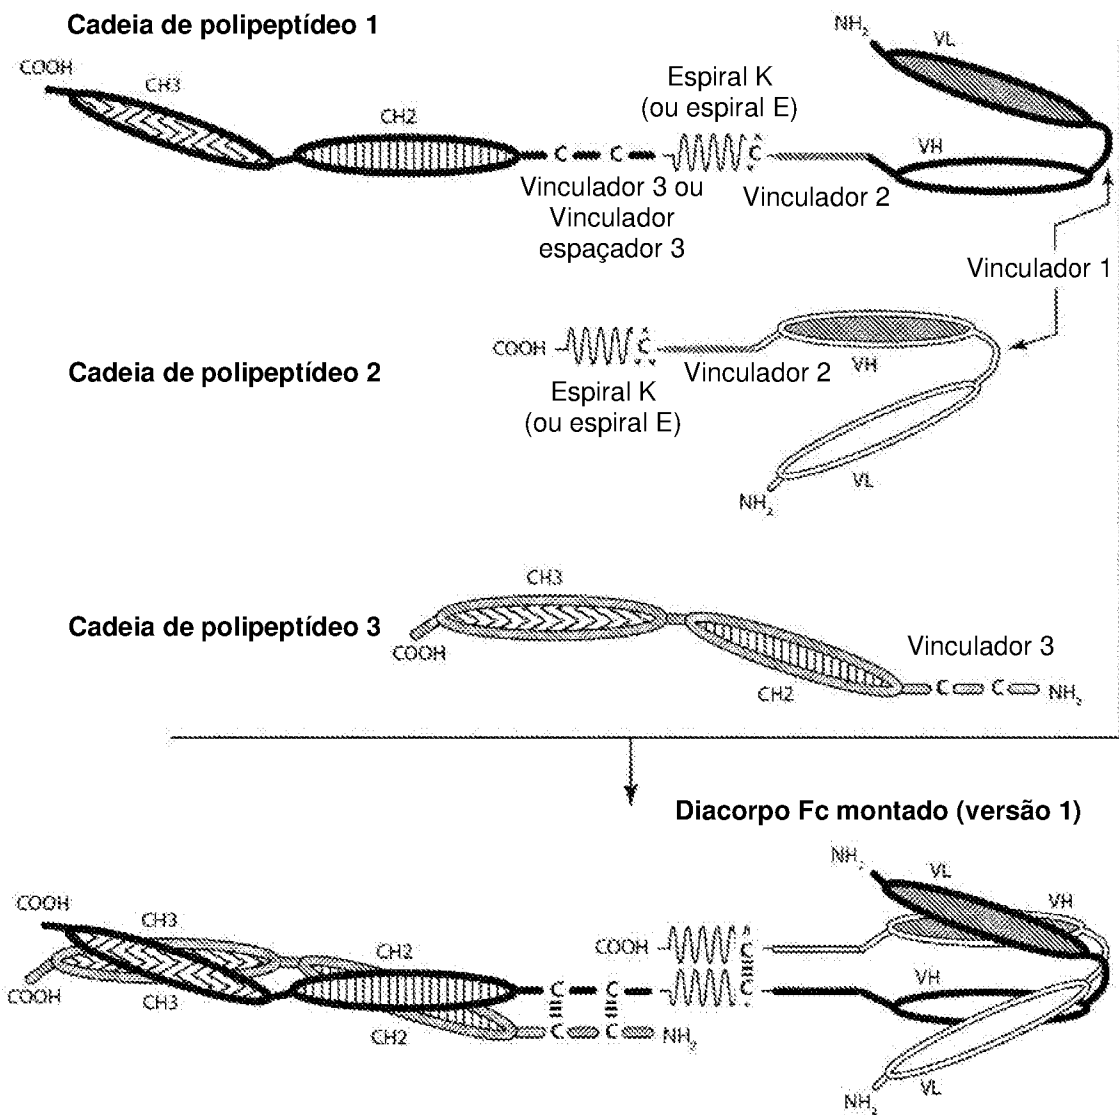 Cadeia de polipeptídeo 1
NH2
VL
COOH
CH3
Espiral K
(ou espiral E)
CH2
VH
C C C
Vinculador 3 ou
Vinculador
espaçador 3
Vinculador 2
Vinculador 1
COOH
C
Cadeia de polipeptídeo 2
Vinculador 2
VH
Espiral K
(ou espiral E)
NH2
VL
CH3
Cadeia de polipeptídeo 3
COOH
Vinculador 3
CH2
C C NH2
Diacorpo Fc montado (versão 1)
NH2
VL
VH
COOH
CH3
CH2
COOH
C
COOH
CH3
C C C
VH
CH2
C C NH2
VL
NH2